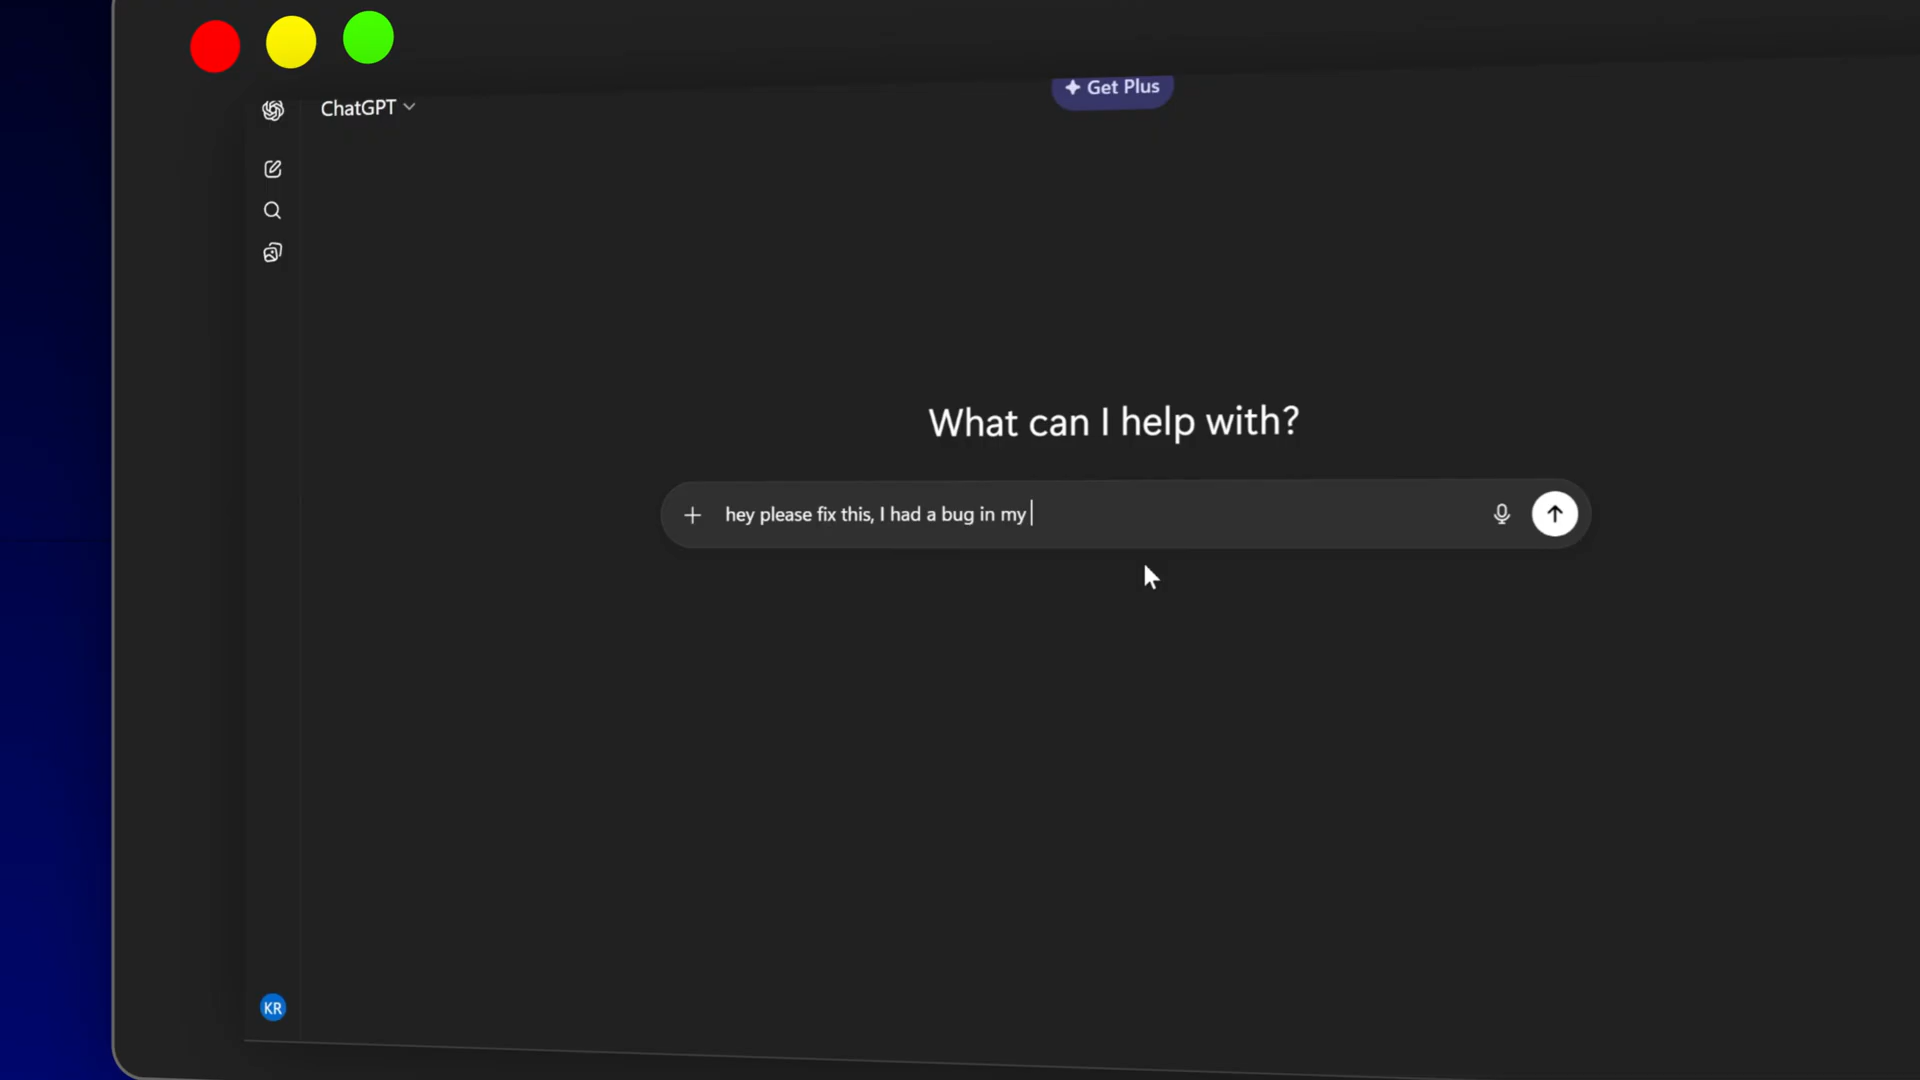 ChatGPT
Get Plus
What can I help with?
hey please fix this, I had a bug in my
KR